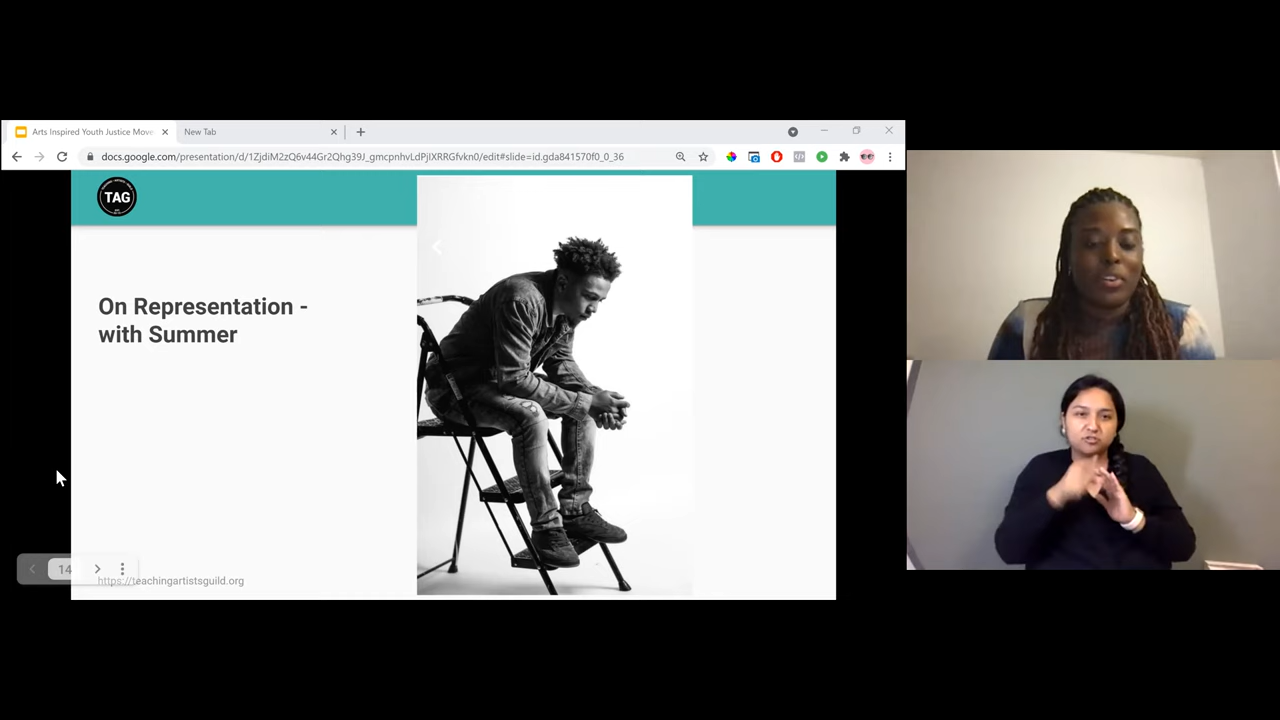 Arts Inspired Youth Justice Move
New Tab
docs.google.com/presentation/d/1ZjdiM2zQ6v44Gr2Qhg39J_gmcpnhvLdPjIXRRGfvkn0/edit#slide=id.gda841570f0_0_36
TAG
On Representation -
with Summer
14
https://teachingartistsguild.org